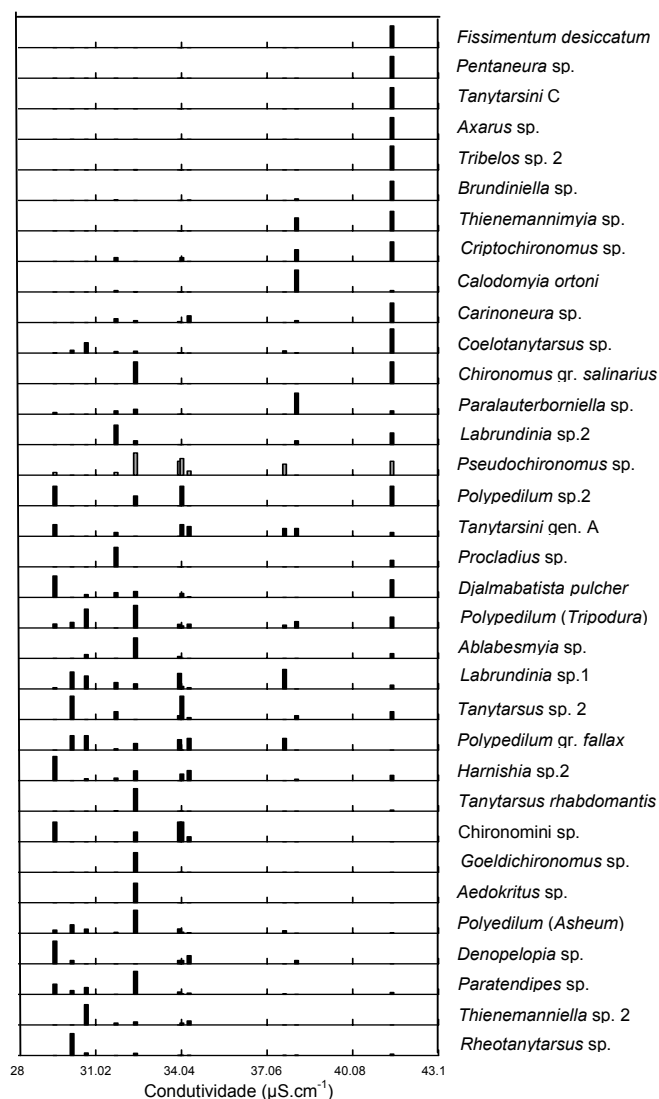 Fissimentum desiccatum
Pentaneura sp.
Tanytarsini C
Axarus sp.
Tribelos sp. 2
Brundiniella sp.
Thienemannimyia sp.
Criptochironomus sp.
Calodomyia ortoni
Carinoneura sp.
Coelotanytarsus sp.
Chironomus gr. salinarius
Paralauterborniella sp.
Labrundinia sp.2
Pseudochironomus sp.
Polypedilum sp.2
Tanytarsini gen. A
Procladius sp.
Djalmabatista pulcher
Polypedilum (Tripodura)
Ablabesmyia sp.
Labrundinia sp.1
Tanytarsus sp. 2
Polypedilum gr. fallax
Harnishia sp.2
Tanytarsus rhabdomantis
Chironomini sp.
Goeldichironomus sp.
Aedokritus sp.
Polyedilum (Asheum)
Denopelopia sp.
Paratendipes sp.
Thienemanniella sp. 2
Rheotanytarsus sp.
28 31.02 34.04 37.06 40.08 43.1
Condutividade (µS.cm⁻¹)